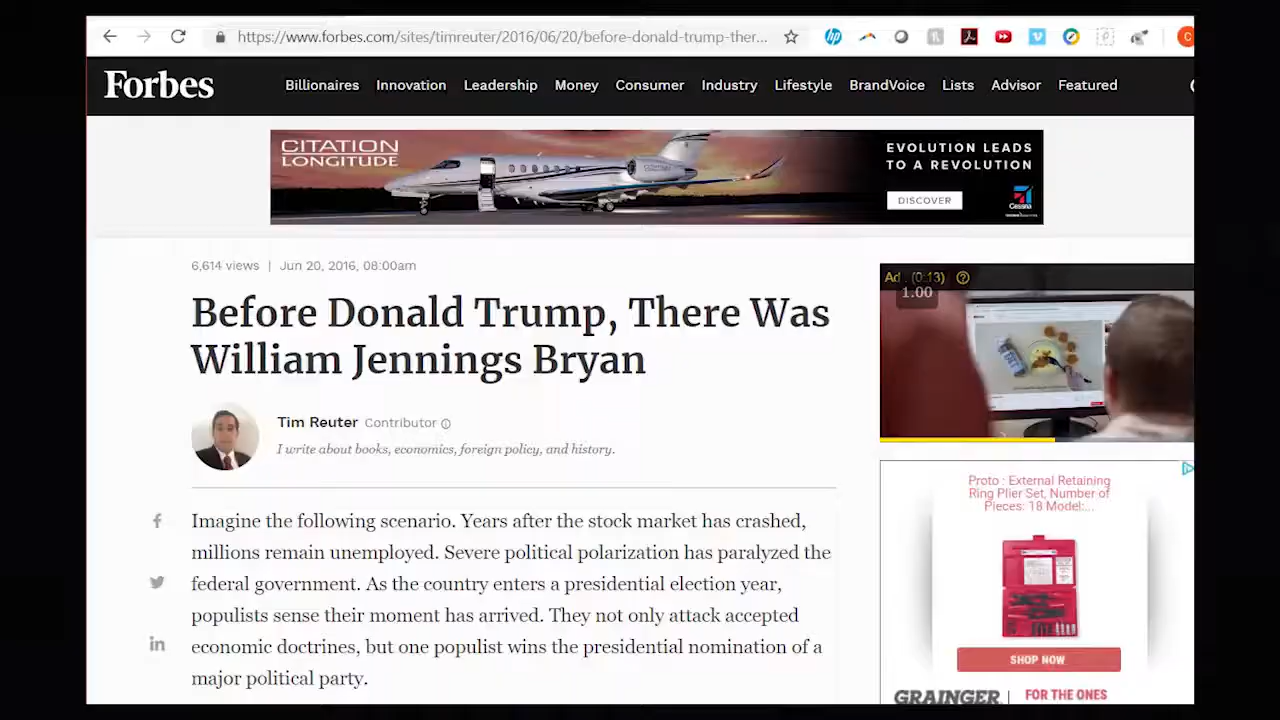 https://www.forbes.com/sites/timreuter/2016/06/20/before-donald-trump-ther...
Forbes
Billionaires Innovation Leadership Money Consumer Industry Lifestyle BrandVoice Lists Advisor Featured
CITATION
LONGITUDE
EVOLUTION LEADS
TO A REVOLUTION
DISCOVER
Cessna
6,614 views | Jun 20, 2016, 08:00am
Before Donald Trump, There Was
William Jennings Bryan
Tim Reuter Contributor
I write about books, economics, foreign policy, and history.
Imagine the following scenario. Years after the stock market has crashed,
millions remain unemployed. Severe political polarization has paralyzed the
federal government. As the country enters a presidential election year,
populists sense their moment has arrived. They not only attack accepted
economic doctrines, but one populist wins the presidential nomination of a
major political party.
Ad (0:13)
1.00
Proto : External Retaining
Ring Plier Set, Number of
Pieces: 18 Model:...
SHOP NOW
GRAINGER | FOR THE ONES